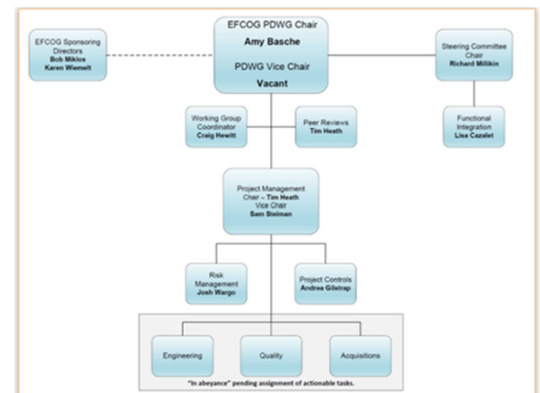 EFCOG PDWG Chair
Amy Basche
PDWG Vice Chair
Vacant
EFCOG Sponsoring
Directors
Bob Miklos
Karen Wiemelt
Steering Committee
Chair
Richard Millikin
Working Group
Coordinator
Craig Hewitt
Peer Reviews
Tim Heath
Functional
Integration
Lisa Cazalet
Project Management
Chair – Tim Heath
Vice Chair
Sam Steiman
Risk
Management
Josh Wargo
Project Controls
Andrea Gilstrap
Engineering
Quality
Acquisitions
"In abeyance" pending assignment of actionable tasks.